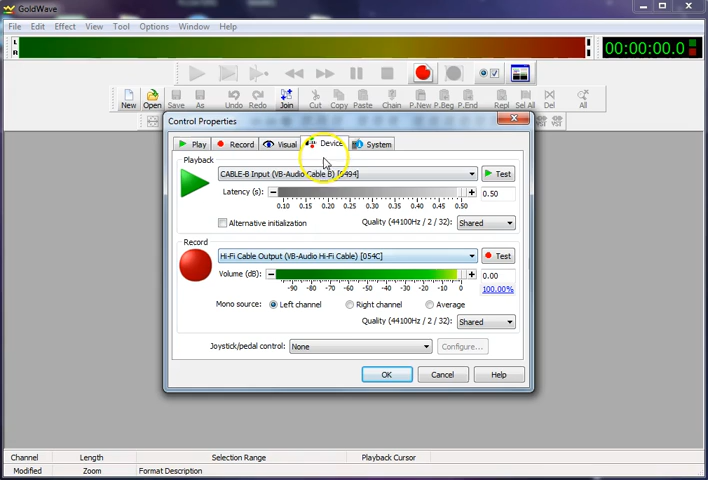 GoldWave
File Edit Effect View Tool Options Window Help
L
R
00:00:00.0
New Open Save As Undo Redo Join Cut Copy Paste Chain P.New P.Beg P.End Repl Sel All Del All
Control Properties
Play Record Visual Device System
Playback
CABLE-B Input (VB-Audio Cable B) [9494] Test
Latency (s): 0.50
0.10 0.15 0.20 0.25 0.30 0.35 0.40 0.45 0.50
Alternative initialization Quality (44100Hz / 2 / 32): Shared
Record
Hi-Fi Cable Output (VB-Audio Hi-Fi Cable) [054C] Test
Volume (dB): 0.00
-90 -80 -70 -60 -50 -40 -30 -20 -10 0 100.00%
Mono source: Left channel Right channel Average
Quality (44100Hz / 2 / 32): Shared
Joystick/pedal control: None Configure...
OK Cancel Help
Channel Length Selection Range Playback Cursor
Modified Zoom Format Description